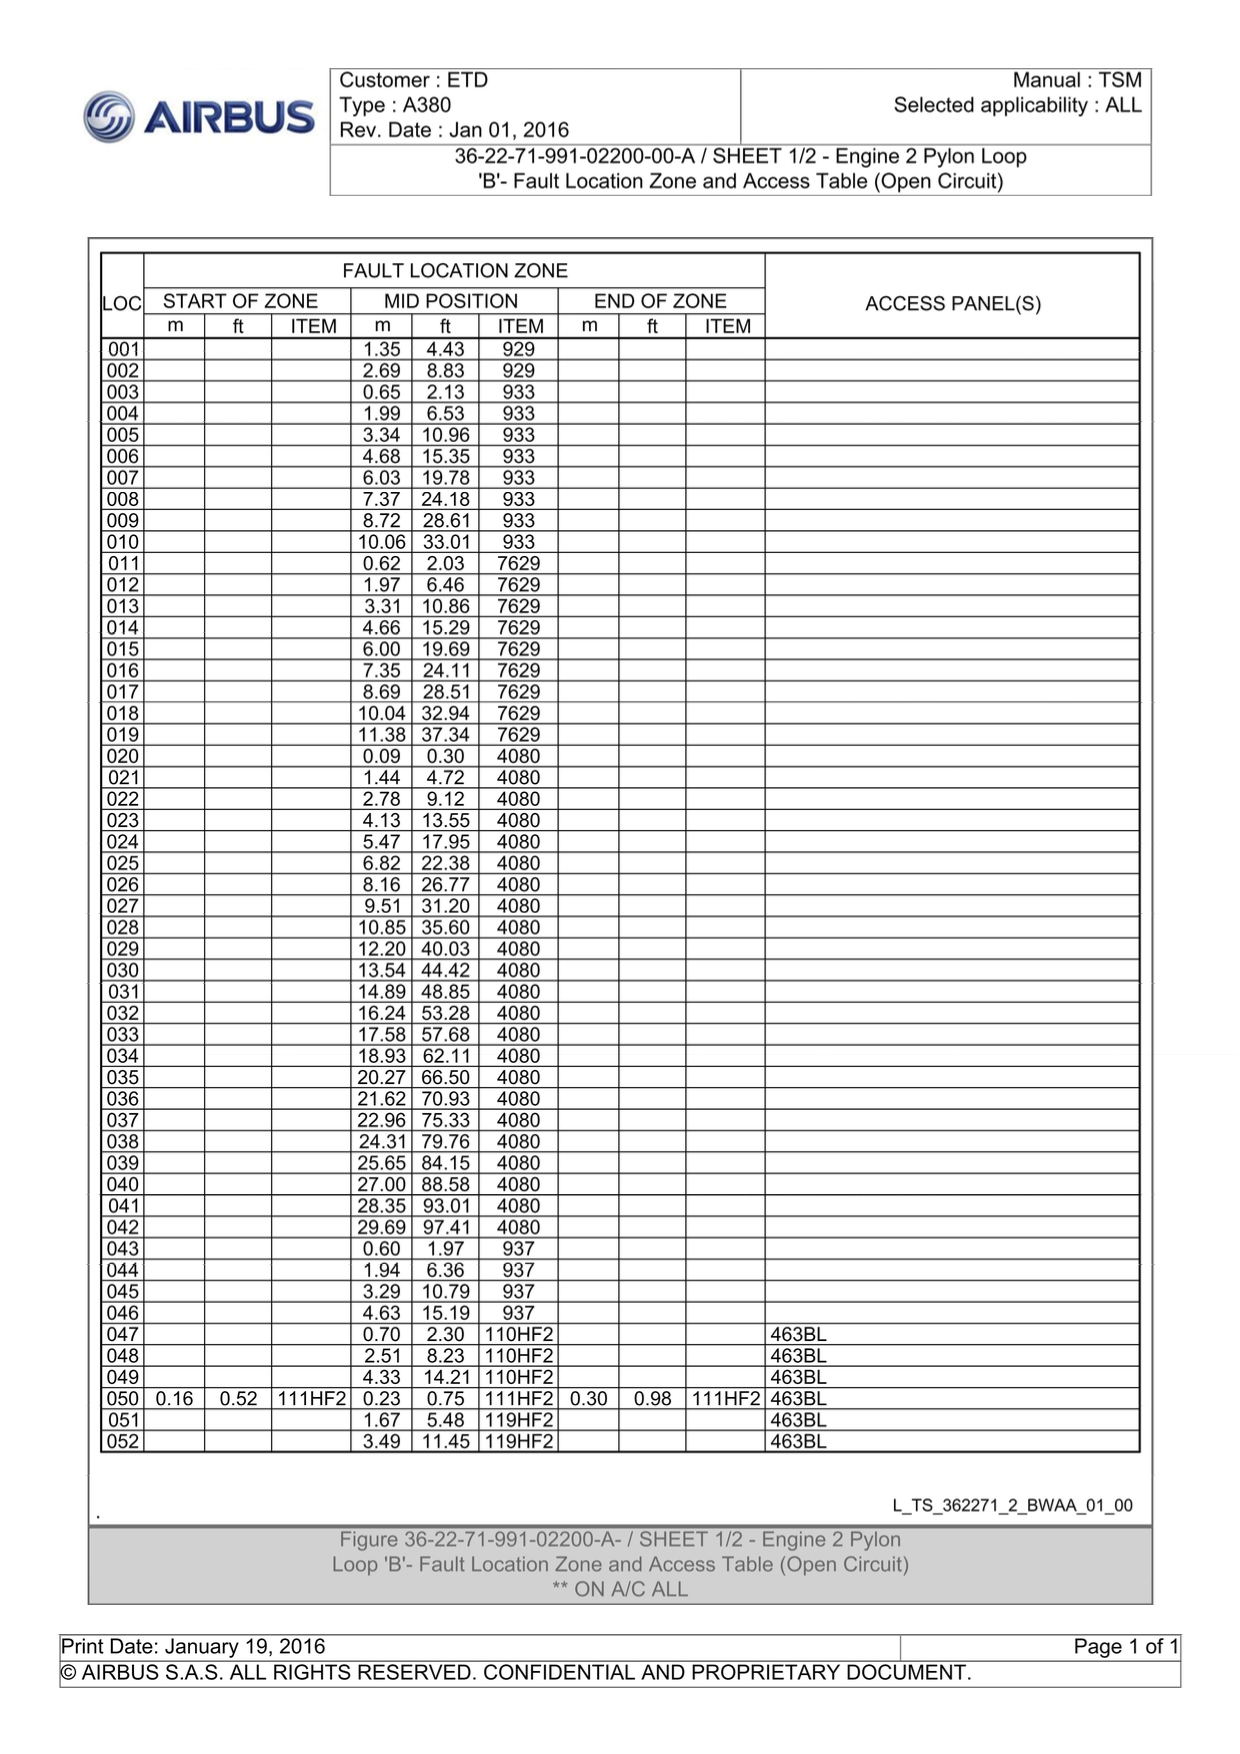 AIRBUS
Customer : ETD
Type : A380
Rev. Date : Jan 01, 2016
Manual : TSM
Selected applicability : ALL
36-22-71-991-02200-00-A / SHEET 1/2 - Engine 2 Pylon Loop
'B'- Fault Location Zone and Access Table (Open Circuit)
LOC FAULT LOCATION ZONE ACCESS PANEL(S)
START OF ZONE MID POSITION END OF ZONE
m ft ITEM m ft ITEM m ft ITEM
001 1.35 4.43 929
002 2.69 8.83 929
003 0.65 2.13 933
004 1.99 6.53 933
005 3.34 10.96 933
006 4.68 15.35 933
007 6.03 19.78 933
008 7.37 24.18 933
009 8.72 28.61 933
010 10.06 33.01 933
011 0.62 2.03 7629
012 1.97 6.46 7629
013 3.31 10.86 7629
014 4.66 15.29 7629
015 6.00 19.69 7629
016 7.35 24.11 7629
017 8.69 28.51 7629
018 10.04 32.94 7629
019 11.38 37.34 7629
020 0.09 0.30 4080
021 1.44 4.72 4080
022 2.78 9.12 4080
023 4.13 13.55 4080
024 5.47 17.95 4080
025 6.82 22.38 4080
026 8.16 26.77 4080
027 9.51 31.20 4080
028 10.85 35.60 4080
029 12.20 40.03 4080
030 13.54 44.42 4080
031 14.89 48.85 4080
032 16.24 53.28 4080
033 17.58 57.68 4080
034 18.93 62.11 4080
035 20.27 66.50 4080
036 21.62 70.93 4080
037 22.96 75.33 4080
038 24.31 79.76 4080
039 25.65 84.15 4080
040 27.00 88.58 4080
041 28.35 93.01 4080
042 29.69 97.41 4080
043 0.60 1.97 937
044 1.94 6.36 937
045 3.29 10.79 937
046 4.63 15.19 937
047 0.70 2.30 110HF2 463BL
048 2.51 8.23 110HF2 463BL
049 4.33 14.21 110HF2 463BL
050 0.16 0.52 111HF2 0.23 0.75 111HF2 0.30 0.98 111HF2 463BL
051 1.67 5.48 119HF2 463BL
052 3.49 11.45 119HF2 463BL
L_TS_362271_2_BWAA_01_00
.
Figure 36-22-71-991-02200-A- / SHEET 1/2 - Engine 2 Pylon
Loop 'B'- Fault Location Zone and Access Table (Open Circuit)
** ON A/C ALL
Print Date: January 19, 2016 Page 1 of 1
© AIRBUS S.A.S. ALL RIGHTS RESERVED. CONFIDENTIAL AND PROPRIETARY DOCUMENT.